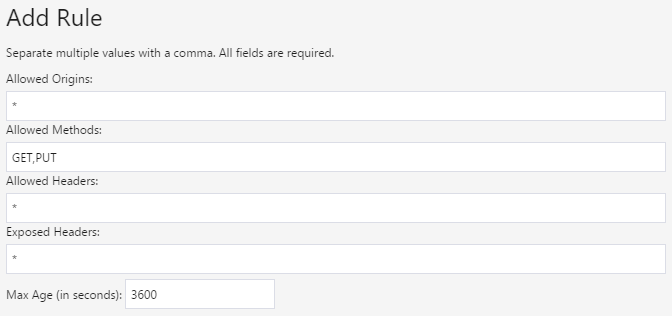 Add Rule
Separate multiple values with a comma. All fields are required.
Allowed Origins:
*
Allowed Methods:
GET,PUT
Allowed Headers:
*
Exposed Headers:
*
Max Age (in seconds): 3600